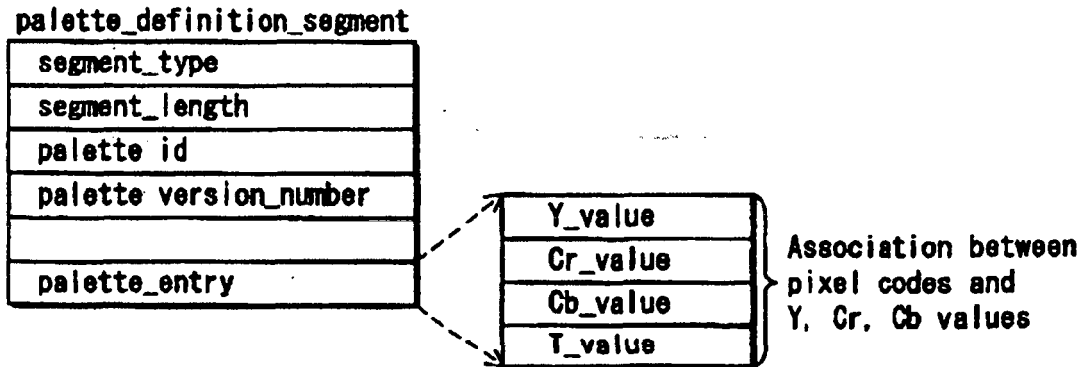 palette_definition_segment
segment_type
segment_length
palette id
palette version_number
palette_entry
Y_value
Cr_value
Cb_value
T_value
Association between
pixel codes and
Y, Cr, Cb values